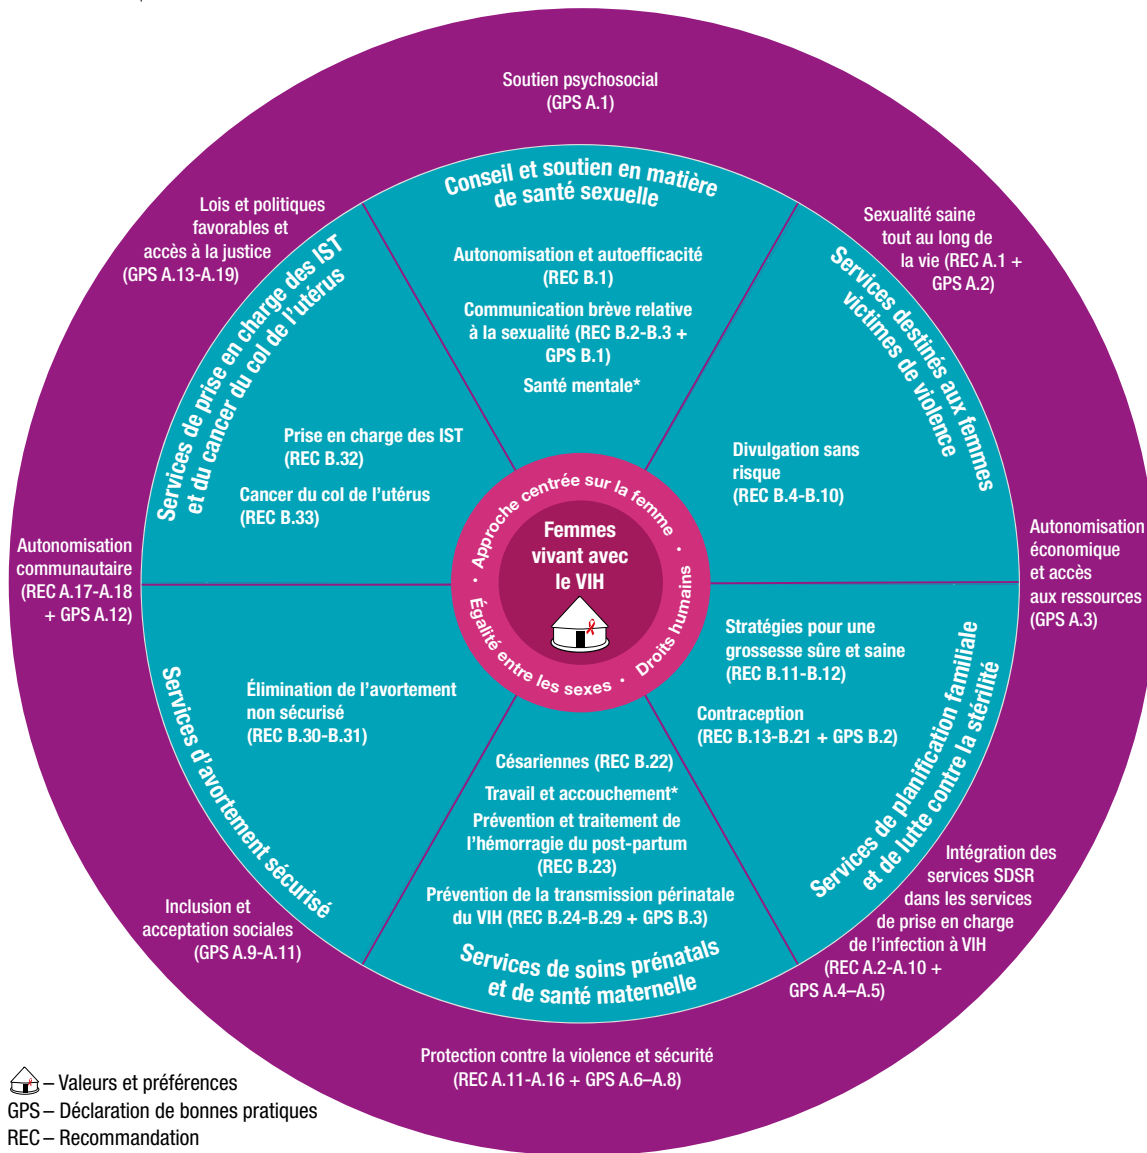 Soutien psychosocial
(GPS A.1)
Lois et politiques
favorables et
accès à la justice
(GPS A.13-A.19)
Sexualité saine
tout au long de
la vie (REC A.1 +
GPS A.2)
Conseil et soutien en matière
de santé sexuelle
Autonomisation et autoefficacité
(REC B.1)
Communication brève relative
à la sexualité (REC B.2-B.3 +
GPS B.1)
Santé mentale*
Services de prise en charge des IST
et du cancer du col de l'utérus
Prise en charge des IST
(REC B.32)
Cancer du col de l'utérus
(REC B.33)
Services destinés aux femmes
victimes de violence
Divulgation sans
risque
(REC B.4-B.10)
Autonomisation
communautaire
(REC A.17-A.18
+ GPS A.12)
Autonomisation
économique
et accès
aux ressources
(GPS A.3)
• Approche centrée sur la femme •
Droits humains
• Égalité entre les sexes •
Femmes
vivant avec
le VIH
Stratégies pour une
grossesse sûre et saine
(REC B.11-B.12)
Contraception
(REC B.13-B.21 + GPS B.2)
Services de planification familiale
et de lutte contre la stérilité
Élimination de l'avortement
non sécurisé
(REC B.30-B.31)
Services d'avortement sécurisé
Césariennes (REC B.22)
Travail et accouchement*
Prévention et traitement de
l'hémorragie du post-partum
(REC B.23)
Prévention de la transmission périnatale
du VIH (REC B.24-B.29 + GPS B.3)
Services de soins prénatals
et de santé maternelle
Intégration des
services SDSR
dans les services
de prise en charge
de l'infection à VIH
(REC A.2-A.10 +
GPS A.4–A.5)
Inclusion et
acceptation sociales
(GPS A.9-A.11)
Protection contre la violence et sécurité
(REC A.11-A.16 + GPS A.6–A.8)
– Valeurs et préférences
GPS – Déclaration de bonnes pratiques
REC – Recommandation